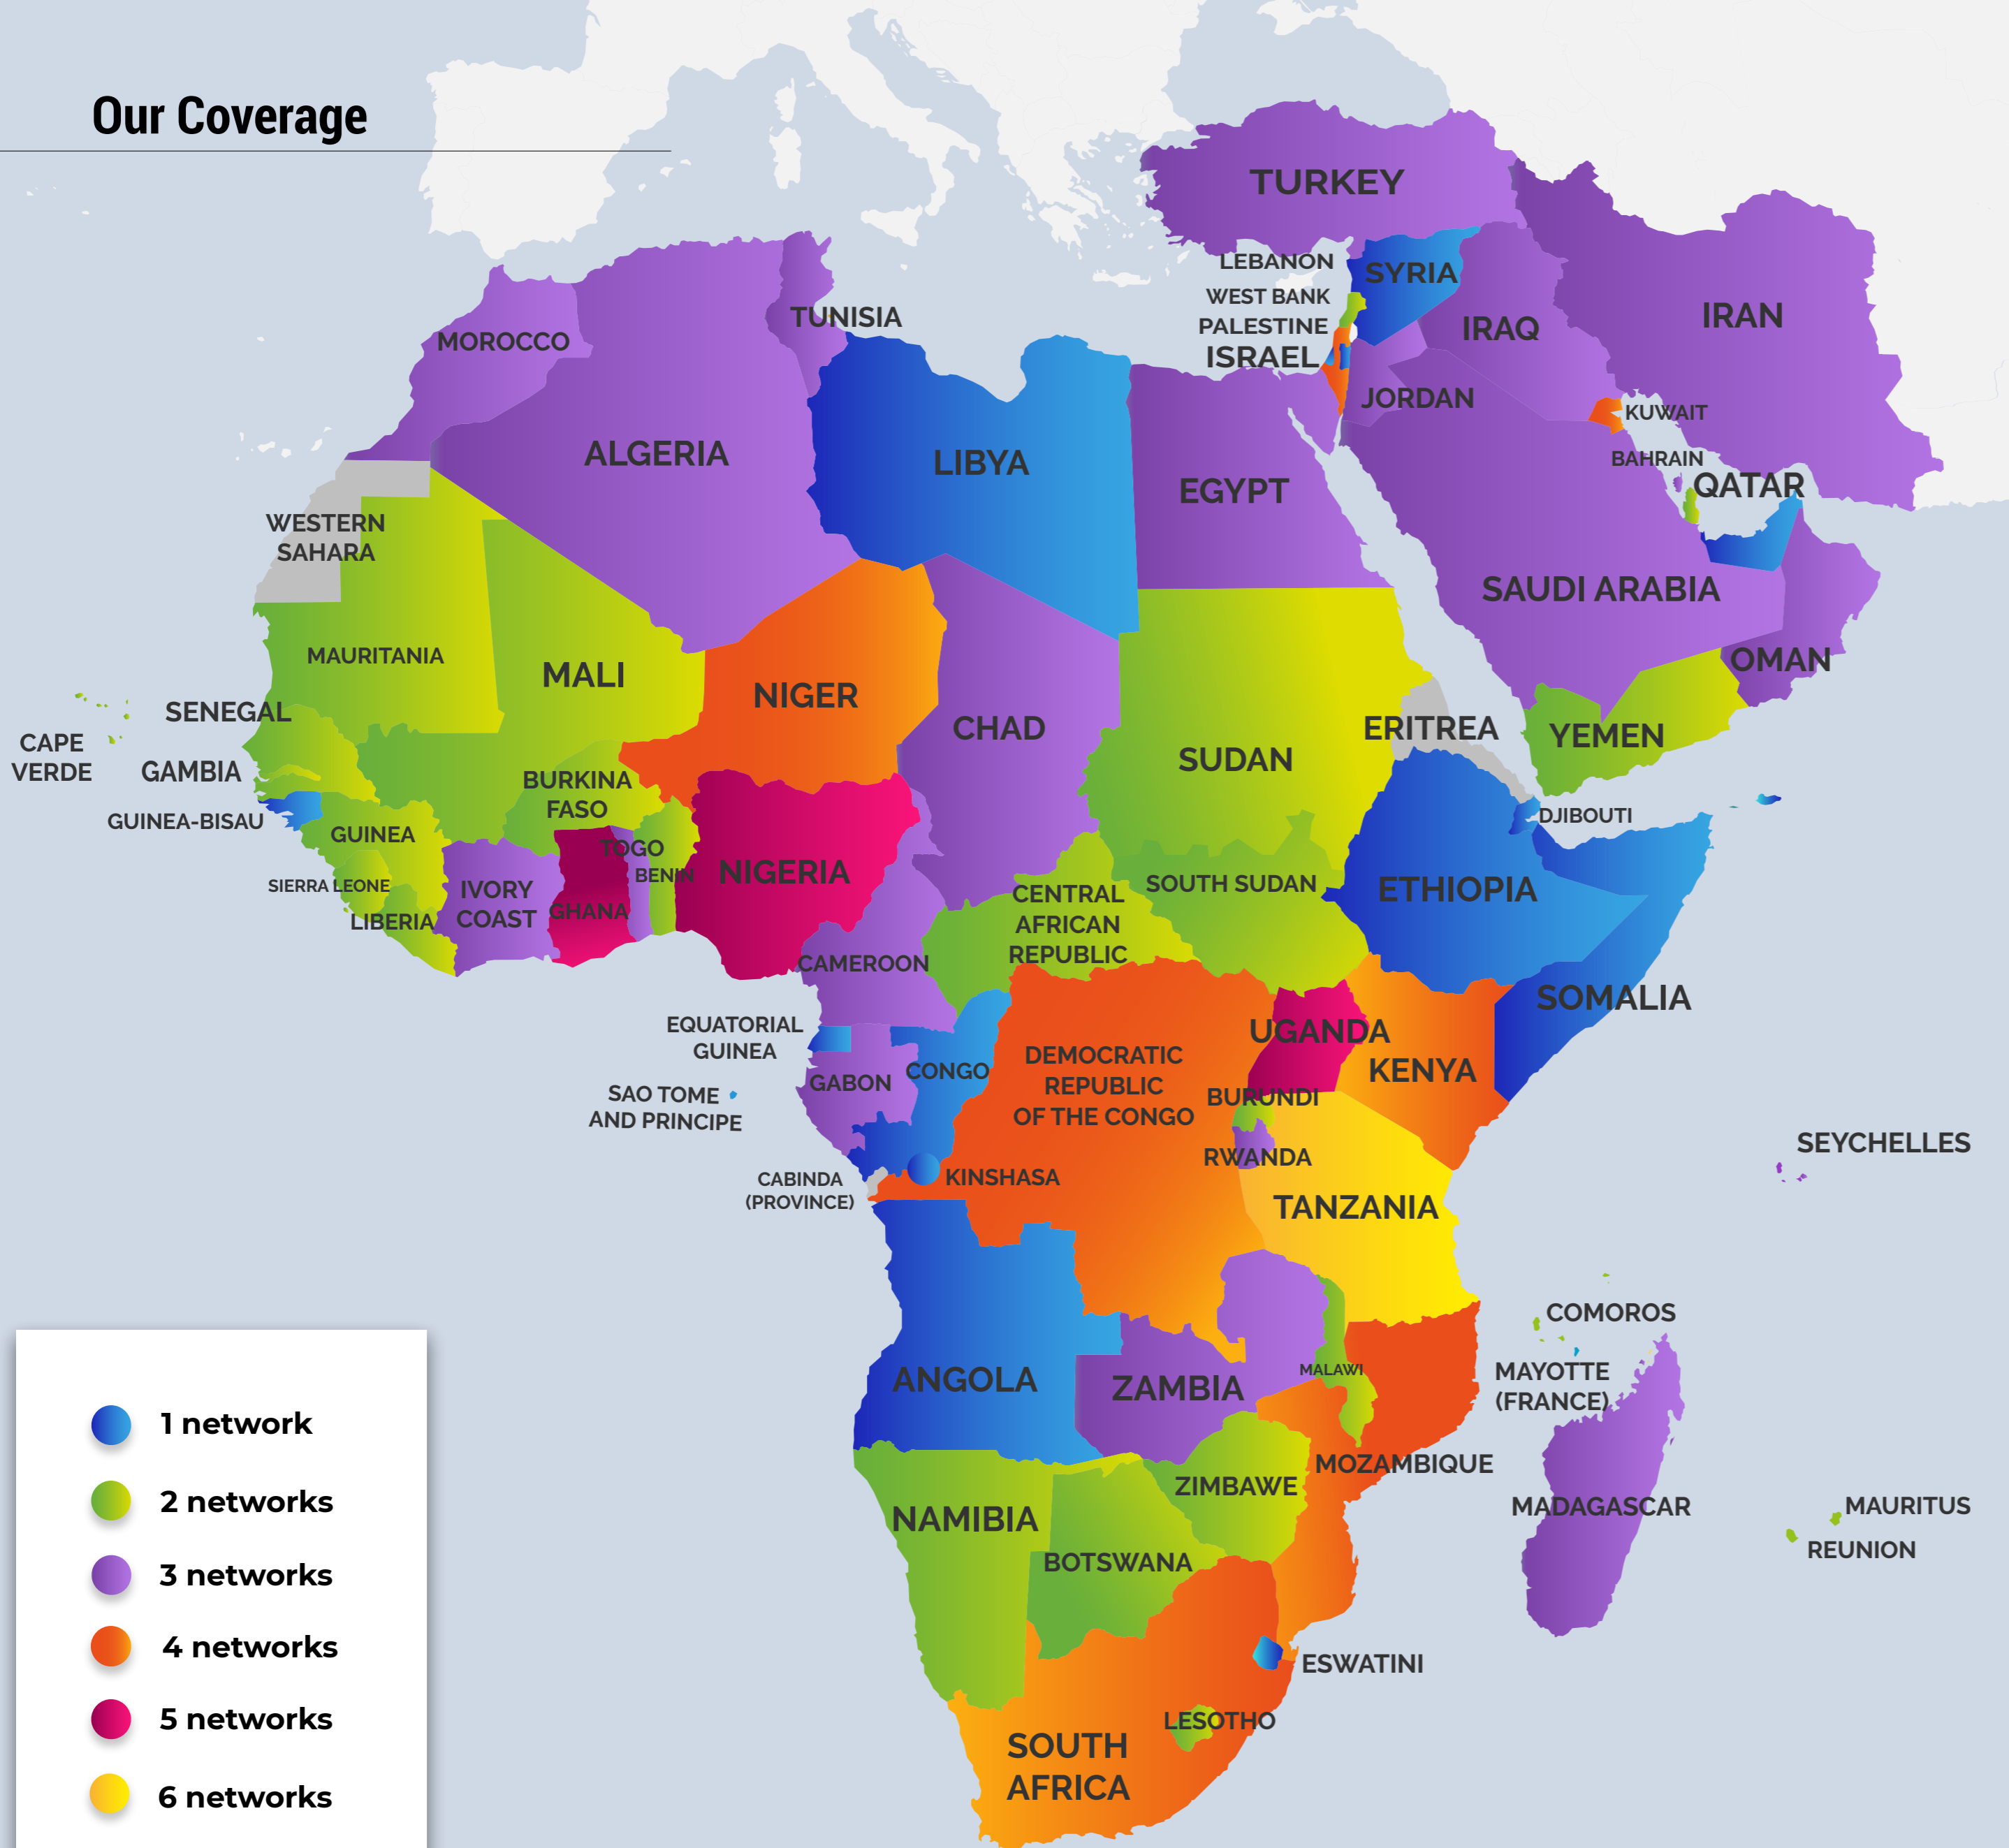 Our Coverage
TURKEY
LEBANON
SYRIA
WEST BANK
PALESTINE
ISRAEL
IRAQ
IRAN
JORDAN
KUWAIT
BAHRAIN
QATAR
TUNISIA
MOROCCO
ALGERIA
LIBYA
EGYPT
SAUDI ARABIA
OMAN
YEMEN
WESTERN
SAHARA
MAURITANIA
MALI
NIGER
CHAD
SUDAN
ERITREA
DJIBOUTI
SENEGAL
CAPE
VERDE
GAMBIA
GUINEA-BISAU
GUINEA
BURKINA
FASO
SIERRA LEONE
LIBERIA
IVORY
COAST
GHANA
TOGO
BENIN
NIGERIA
CAMEROON
CENTRAL
AFRICAN
REPUBLIC
SOUTH SUDAN
ETHIOPIA
SOMALIA
EQUATORIAL
GUINEA
SAO TOME
AND PRINCIPE
GABON
CONGO
DEMOCRATIC
REPUBLIC
OF THE CONGO
UGANDA
KENYA
BURUNDI
RWANDA
TANZANIA
CABINDA
(PROVINCE)
KINSHASA
SEYCHELLES
COMOROS
MAYOTTE
(FRANCE)
ANGOLA
ZAMBIA
MALAWI
MOZAMBIQUE
MADAGASCAR
MAURITUS
REUNION
ZIMBAWE
NAMIBIA
BOTSWANA
ESWATINI
LESOTHO
SOUTH
AFRICA
1 network
2 networks
3 networks
4 networks
5 networks
6 networks